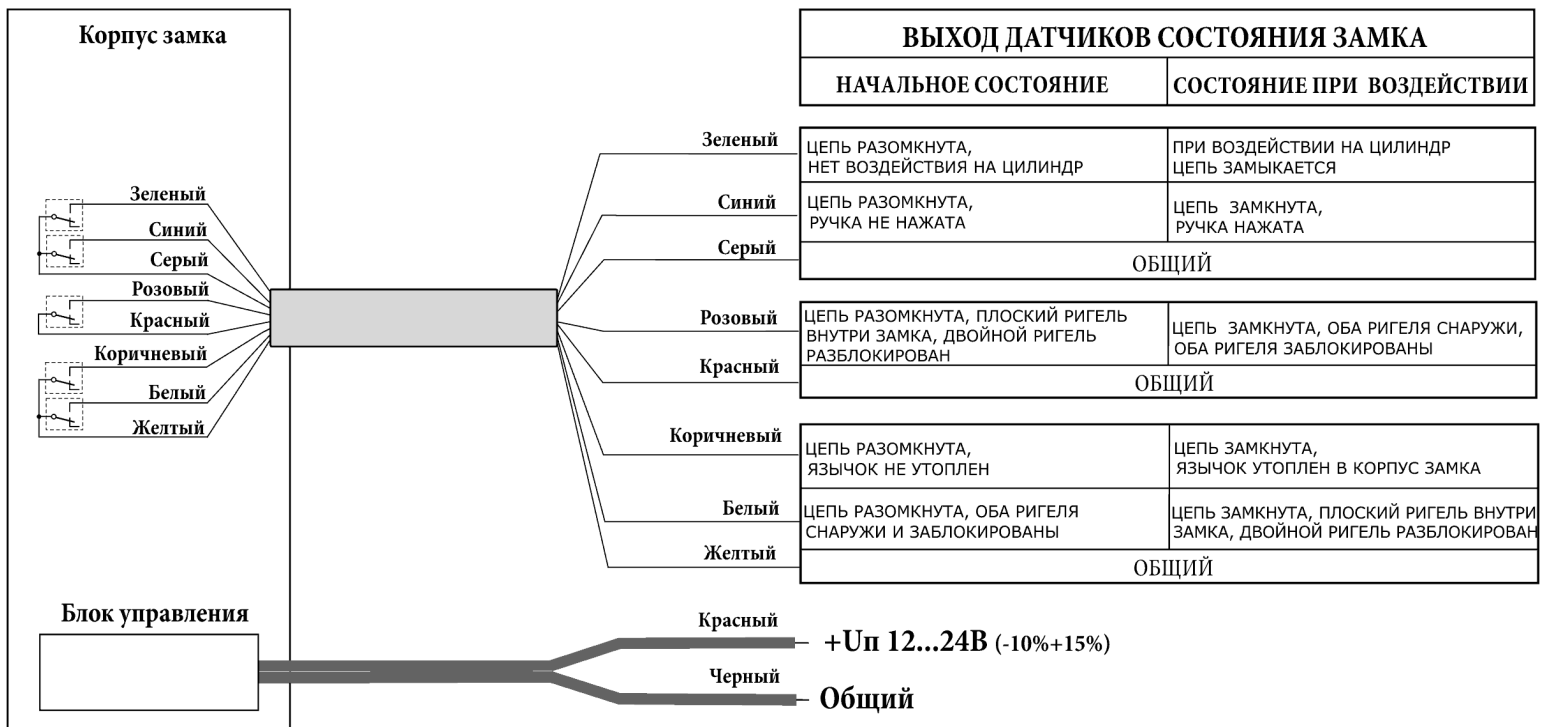 Корпус замка
Зеленый
Синий
Серый
Розовый
Красный
Коричневый
Белый
Желтый
Блок управления
ВЫХОД ДАТЧИКОВ СОСТОЯНИЯ ЗАМКА
НАЧАЛЬНОЕ СОСТОЯНИЕ
СОСТОЯНИЕ ПРИ ВОЗДЕЙСТВИИ
Зеленый
ЦЕПЬ РАЗОМКНУТА,
НЕТ ВОЗДЕЙСТВИЯ НА ЦИЛИНДР
ПРИ ВОЗДЕЙСТВИИ НА ЦИЛИНДР
ЦЕПЬ ЗАМЫКАЕТСЯ
Синий
ЦЕПЬ РАЗОМКНУТА,
РУЧКА НЕ НАЖАТА
ЦЕПЬ ЗАМКНУТА,
РУЧКА НАЖАТА
Серый
ОБЩИЙ
Розовый
ЦЕПЬ РАЗОМКНУТА, ПЛОСКИЙ РИГЕЛЬ
ВНУТРИ ЗАМКА, ДВОЙНОЙ РИГЕЛЬ
РАЗБЛОКИРОВАН
ЦЕПЬ ЗАМКНУТА, ОБА РИГЕЛЯ СНАРУЖИ,
ОБА РИГЕЛЯ ЗАБЛОКИРОВАНЫ
Красный
ОБЩИЙ
Коричневый
ЦЕПЬ РАЗОМКНУТА,
ЯЗЫЧОК НЕ УТОПЛЕН
ЦЕПЬ ЗАМКНУТА,
ЯЗЫЧОК УТОПЛЕН В КОРПУС ЗАМКА
Белый
ЦЕПЬ РАЗОМКНУТА, ОБА РИГЕЛЯ
СНАРУЖИ И ЗАБЛОКИРОВАНЫ
ЦЕПЬ ЗАМКНУТА, ПЛОСКИЙ РИГЕЛЬ ВНУТРИ
ЗАМКА, ДВОЙНОЙ РИГЕЛЬ РАЗБЛОКИРОВАН
Желтый
ОБЩИЙ
Красный
+Uп 12...24В (-10%+15%)
Черный
Общий